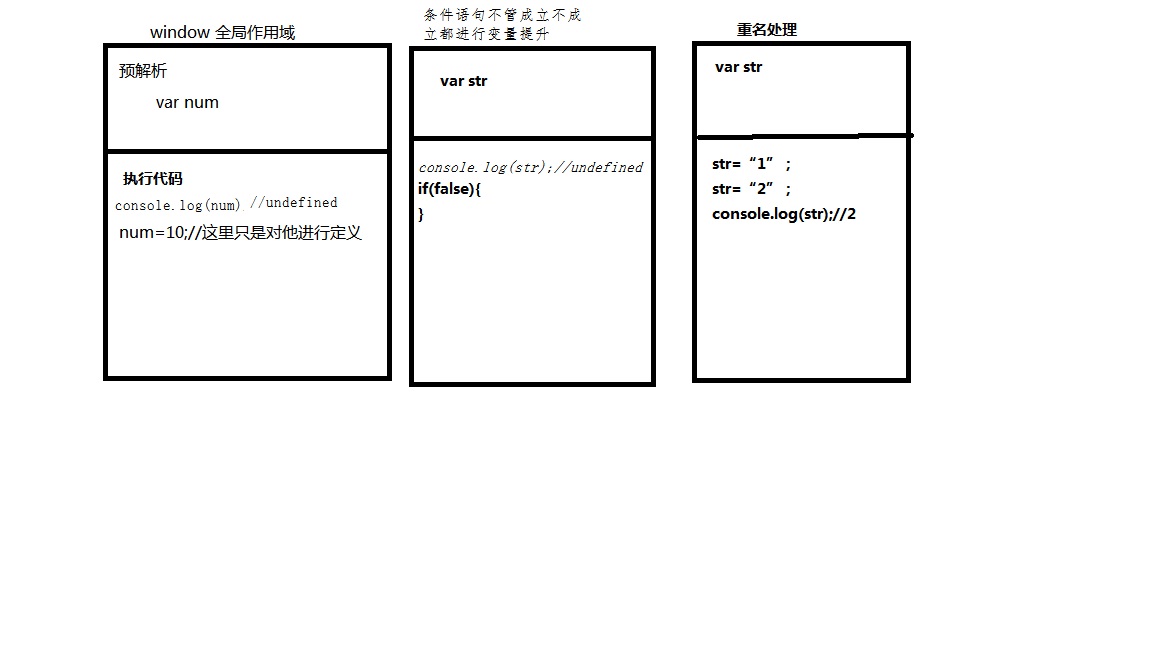 window 全局作用域
预解析
var num
执行代码
console.log(num) //undefined
num=10;//这里只是对他进行定义
条件语句不管成立不成
立都进行变量提升
var str
console.log(str);//undefined
if(false){
}
重名处理
var str
str=“1” ;
str=“2” ;
console.log(str);//2